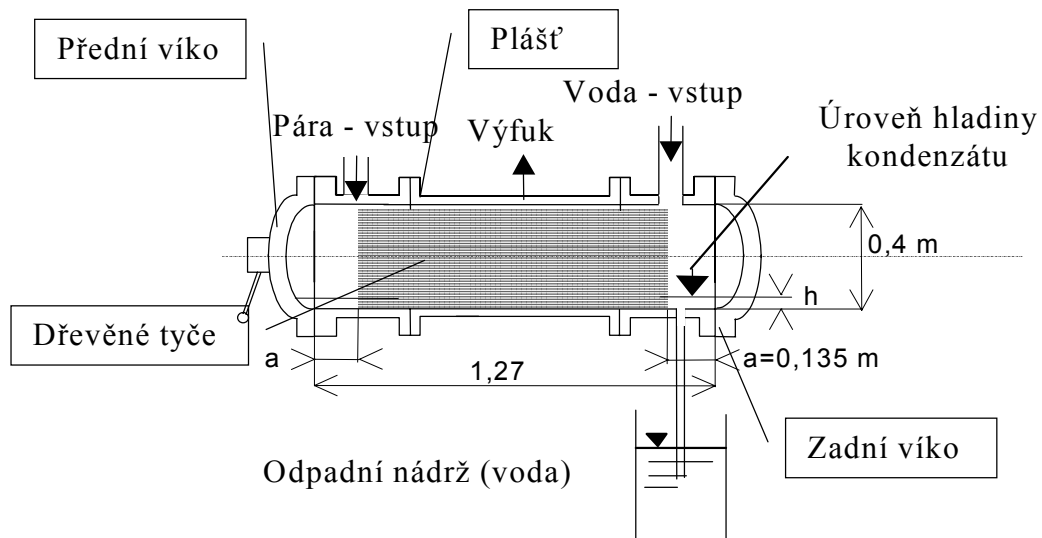 Přední víko
Plášť
Voda - vstup
Pára - vstup
Výfuk
Úroveň hladiny
kondenzátu
0,4 m
h
Dřevěné tyče
a
1,27
a=0,135 m
Zadní víko
Odpadní nádrž (voda)